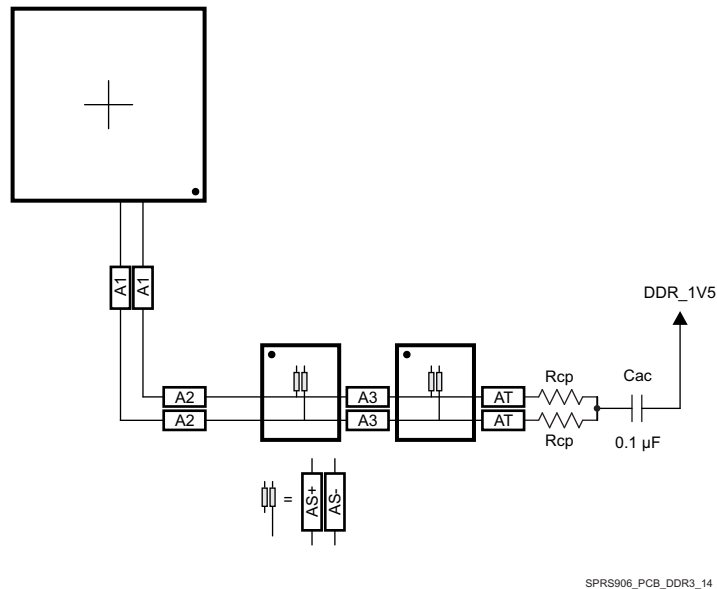 A1
A1
DDR_1V5
A2
A3
AT
Rcp
Cac
A2
A3
AT
Rcp
0.1 µF
=
AS+
AS-
SPRS906_PCB_DDR3_14